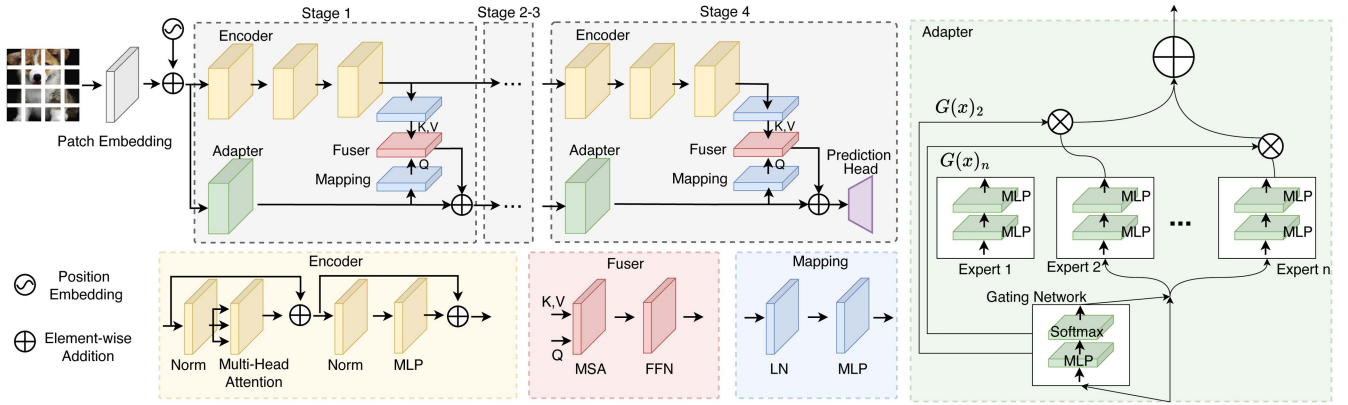 Stage 1
Stage 2-3
Stage 4
Adapter
Encoder
Encoder
Patch Embedding
K,V
K,V
Fuser
Fuser
Q
Q
Adapter
Adapter
Mapping
Mapping
Prediction
Head
...
...
G(x)₂
G(x)ₙ
MLP
MLP
MLP
MLP
MLP
MLP
...
Expert 1
Expert 2
Expert n
Gating Network
Softmax
MLP
Position
Embedding
Element-wise
Addition
Encoder
Norm
Multi-Head
Attention
Norm
MLP
Fuser
K,V
Q
MSA
FFN
Mapping
LN
MLP